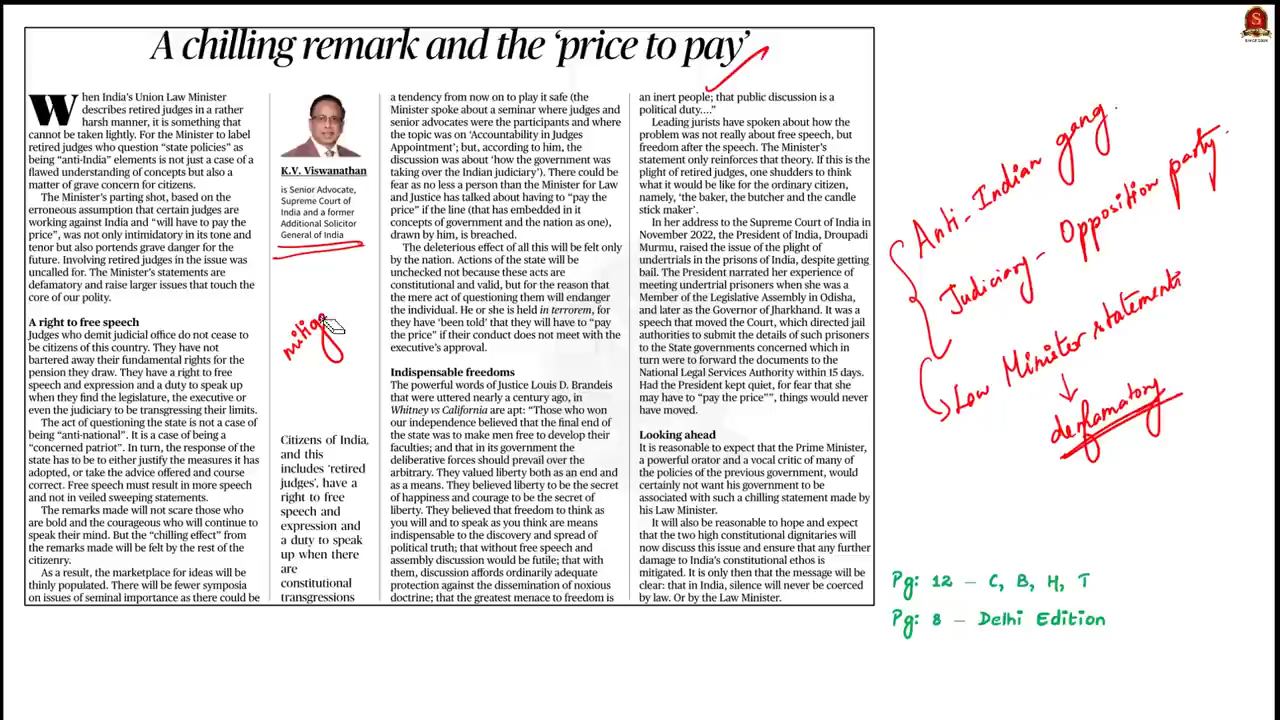 A chilling remark and the ‘price to pay’
When India’s Union Law Minister
describes retired judges in a rather
harsh manner, it is something that
cannot be taken lightly. For the Minister to label
retired judges who question “state policies” as
being “anti-India” elements is not just a case of a
flawed understanding of concepts but also a
matter of grave concern for citizens.
The Minister’s parting shot, based on the
erroneous assumption that certain judges are
working against India and “will have to pay the
price”, was not only intimidatory in its tone and
tenor but also portends grave danger for the
future. Involving retired judges in the issue was
uncalled for. The Minister’s statements are
defamatory and raise larger issues that touch the
core of our polity.
A right to free speech
Judges who demit judicial office do not cease to
be citizens of this country. They have not
bartered away their fundamental rights for the
pension they draw. They have a right to free
speech and expression and a duty to speak up
when they find the legislature, the executive or
even the judiciary to be transgressing their limits.
The act of questioning the state is not a case of
being “anti-national”. It is a case of being a
“concerned patriot”. In turn, the response of the
state has to be to either justify the measures it has
adopted, or take the advice offered and course
correct. Free speech must result in more speech
and not in veiled sweeping statements.
The remarks made will not scare those who
are bold and the courageous who will continue to
speak their mind. But the “chilling effect” from
the remarks made will be felt by the rest of the
citizenry.
As a result, the marketplace for ideas will be
thinly populated. There will be fewer symposia
on issues of seminal importance as there could be
K.V. Viswanathan
is Senior Advocate,
Supreme Court of
India and a former
Additional Solicitor
General of India
mitiga
Citizens of India,
and this
includes ‘retired
judges’, have a
right to free
speech and
expression and
a duty to speak
up when there
are
constitutional
transgressions
a tendency from now on to play it safe (the
Minister spoke about a seminar where judges and
senior advocates were the participants and where
the topic was on ‘Accountability in Judges
Appointment’; but, according to him, the
discussion was about ‘how the government was
taking over the Indian judiciary’). There could be
fear as no less a person than the Minister for Law
and Justice has talked about having to “pay the
price” if the line (that has embedded in it
concepts of government and the nation as one),
drawn by him, is breached.
The deleterious effect of all this will be felt only
by the nation. Actions of the state will be
unchecked not because these acts are
constitutional and valid, but for the reason that
the mere act of questioning them will endanger
the individual. He or she is held in terrorem, for
they have ‘been told’ that they will have to “pay
the price” if their conduct does not meet with the
executive’s approval.
Indispensable freedoms
The powerful words of Justice Louis D. Brandeis
that were uttered nearly a century ago, in
Whitney vs California are apt: “Those who won
our independence believed that the final end of
the state was to make men free to develop their
faculties; and that in its government the
deliberative forces should prevail over the
arbitrary. They valued liberty both as an end and
as a means. They believed liberty to be the secret
of happiness and courage to be the secret of
liberty. They believed that freedom to think as
you will and to speak as you think are means
indispensable to the discovery and spread of
political truth; that without free speech and
assembly discussion would be futile; that with
them, discussion affords ordinarily adequate
protection against the dissemination of noxious
doctrine; that the greatest menace to freedom is
an inert people; that public discussion is a
political duty....”
Leading jurists have spoken about how the
problem was not really about free speech, but
freedom after the speech. The Minister’s
statement only reinforces that theory. If this is the
plight of retired judges, one shudders to think
what it would be like for the ordinary citizen,
namely, ‘the baker, the butcher and the candle
stick maker’.
In her address to the Supreme Court of India in
November 2022, the President of India, Droupadi
Murmu, raised the issue of the plight of
undertrials in the prisons of India, despite getting
bail. The President narrated her experience of
meeting undertrial prisoners when she was a
Member of the Legislative Assembly in Odisha,
and later as the Governor of Jharkhand. It was a
speech that moved the Court, which directed jail
authorities to submit the details of such prisoners
to the State governments concerned which in
turn were to forward the documents to the
National Legal Services Authority within 15 days.
Had the President kept quiet, for fear that she
may have to “pay the price””, things would never
have moved.
Looking ahead
It is reasonable to expect that the Prime Minister,
a powerful orator and a vocal critic of many of
the policies of the previous government, would
certainly not want his government to be
associated with such a chilling statement made by
his Law Minister.
It will also be reasonable to hope and expect
that the two high constitutional dignitaries will
now discuss this issue and ensure that any further
damage to India’s constitutional ethos is
mitigated. It is only then that the message will be
clear: that in India, silence will never be coerced
by law. Or by the Law Minister.
Anti-Indian gang
Judiciary - Opposition party
Law Minister statements
defamatory
Pg: 12 - C, B, H, T
Pg: 8 - Delhi Edition